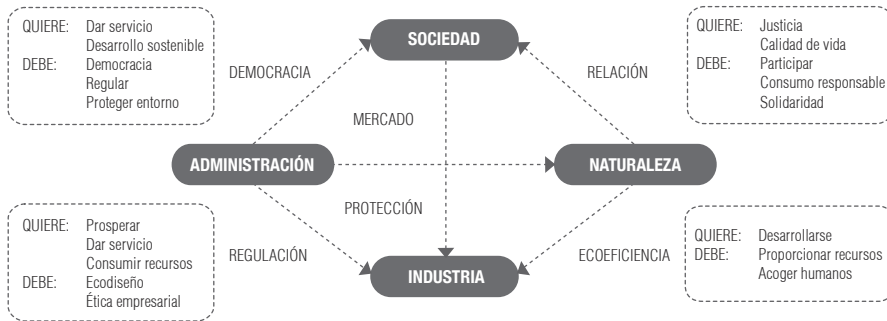 QUIERE: Dar servicio
Desarrollo sostenible
DEBE: Democracia
Regular
Proteger entorno
SOCIEDAD
QUIERE: Justicia
Calidad de vida
DEBE: Participar
Consumo responsable
Solidaridad
DEMOCRACIA
RELACIÓN
MERCADO
ADMINISTRACIÓN
NATURALEZA
PROTECCIÓN
QUIERE: Prosperar
Dar servicio
Consumir recursos
DEBE: Ecodiseño
Ética empresarial
REGULACIÓN
INDUSTRIA
ECOEFICIENCIA
QUIERE: Desarrollarse
DEBE: Proporcionar recursos
Acoger humanos